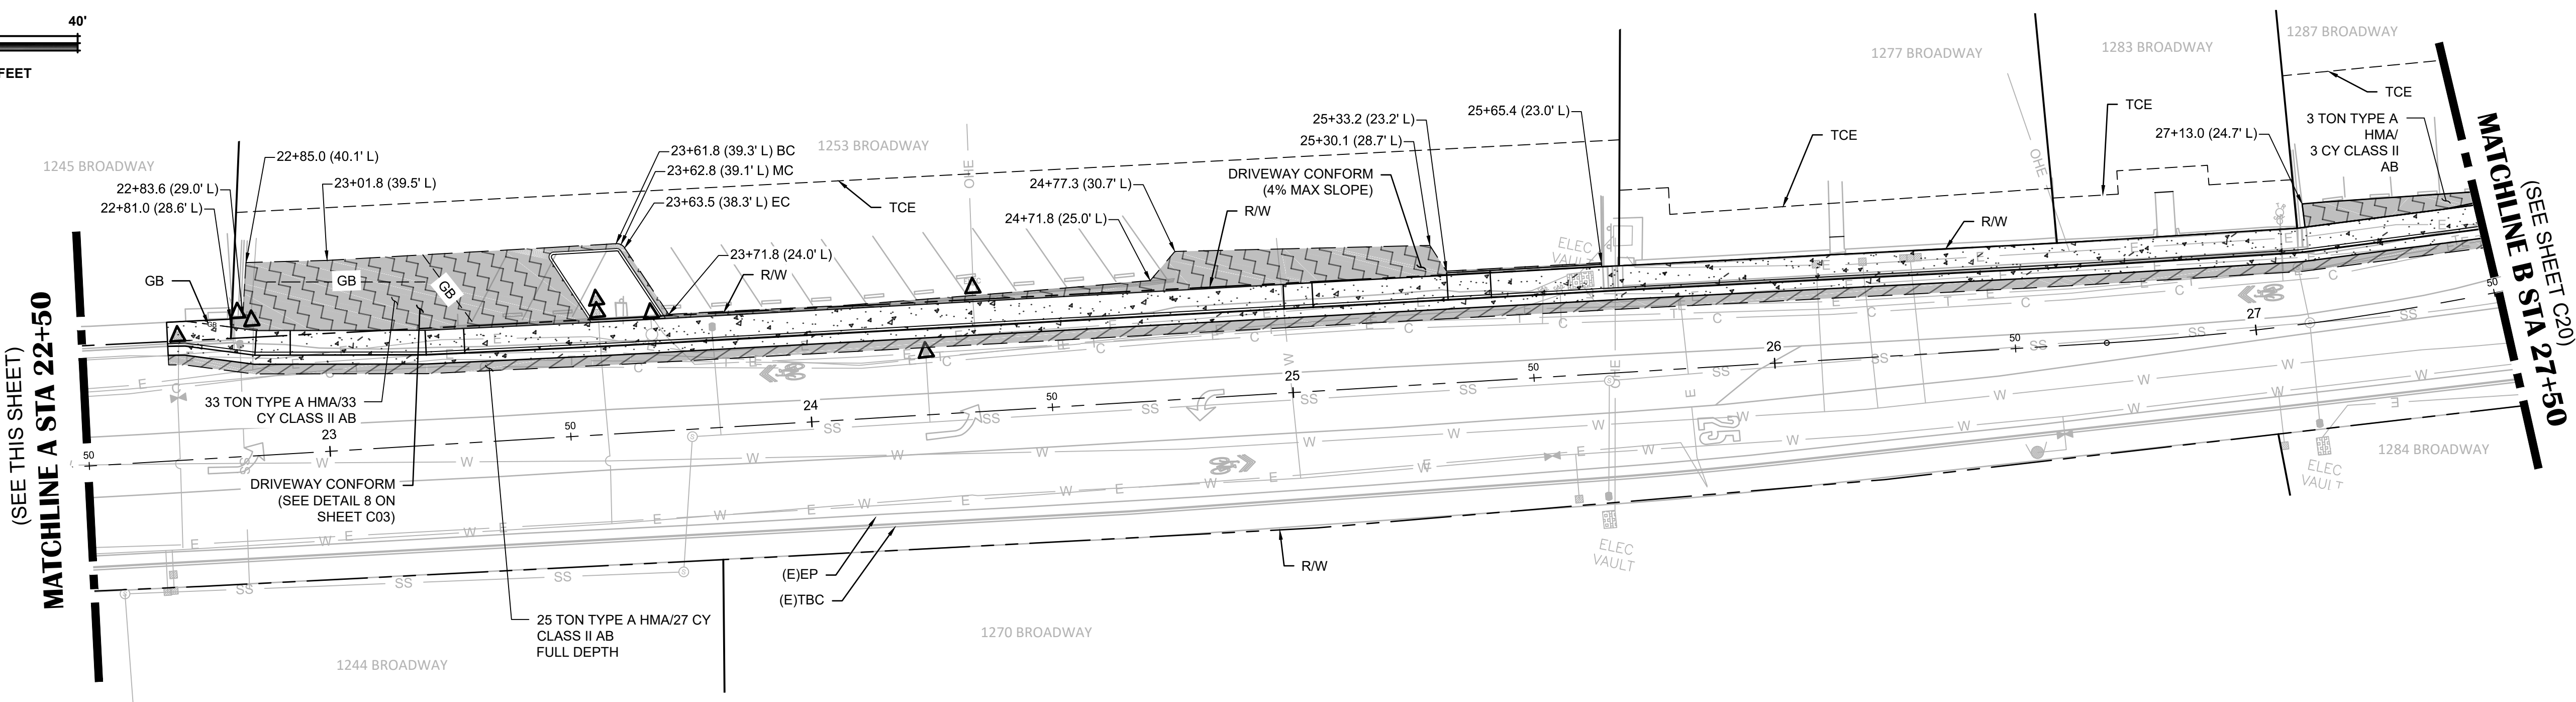 40'
FEET
1245 BROADWAY
22+85.0 (40.1' L)
22+83.6 (29.0' L)
22+81.0 (28.6' L)
23+01.8 (39.5' L)
GB
GB
GB
GB
23+61.8 (39.3' L) BC
23+62.8 (39.1' L) MC
23+63.5 (38.3' L) EC
23+71.8 (24.0' L)
R/W
1253 BROADWAY
TCE
OHE
24+77.3 (30.7' L)
24+71.8 (25.0' L)
R/W
DRIVEWAY CONFORM
(4% MAX SLOPE)
25+33.2 (23.2' L)
25+30.1 (28.7' L)
25+65.4 (23.0' L)
ELEC
VAULT
1277 BROADWAY
TCE
R/W
OHE
1283 BROADWAY
TCE
27+13.0 (24.7' L)
1287 BROADWAY
TCE
3 TON TYPE A
HMA/
3 CY CLASS II
AB
MATCHLINE B STA 27+50
(SEE SHEET C20)
(SEE THIS SHEET)
MATCHLINE A STA 22+50
33 TON TYPE A HMA/33
CY CLASS II AB
DRIVEWAY CONFORM
(SEE DETAIL 8 ON
SHEET C03)
50
23
50
24
50
25
50
26
50
27
50
OHE
25
25 TON TYPE A HMA/27 CY
CLASS II AB
FULL DEPTH
(E)EP
(E)TBC
R/W
ELEC
VAULT
ELEC
VAULT
1244 BROADWAY
1270 BROADWAY
1284 BROADWAY